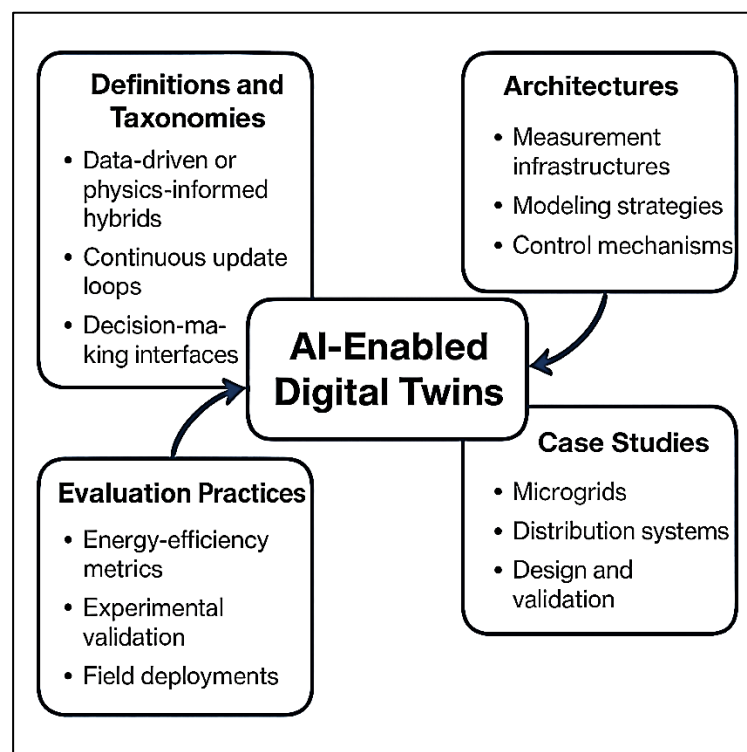 Definitions and
Taxonomies
• Data-driven or
physics-informed
hybrids
• Continuous update
loops
• Decision-ma-
king interfaces
Architectures
• Measurement
infrastructures
• Modeling strategies
• Control mechanisms
AI-Enabled
Digital Twins
Evaluation Practices
• Energy-efficiency
metrics
• Experimental
validation
• Field deployments
Case Studies
• Microgrids
• Distribution systems
• Design and
validation